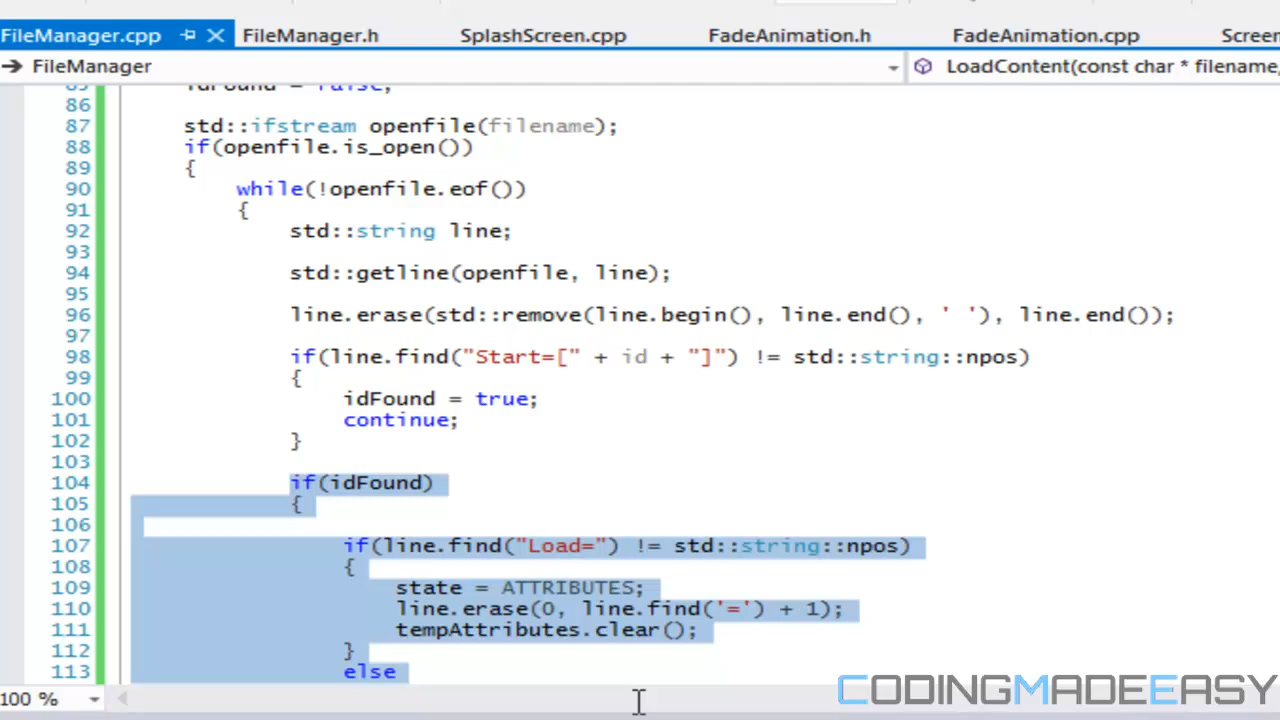 FileManager.cpp FileManager.h SplashScreen.cpp FadeAnimation.h FadeAnimation.cpp Screen
FileManager LoadContent(const char * filename,
85 idFound = false;
86
87 std::ifstream openfile(filename);
88 if(openfile.is_open())
89 {
90 while(!openfile.eof())
91 {
92 std::string line;
93
94 std::getline(openfile, line);
95
96 line.erase(std::remove(line.begin(), line.end(), ' '), line.end());
97
98 if(line.find("Start=[" + id + "]") != std::string::npos)
99 {
100 idFound = true;
101 continue;
102 }
103
104 if(idFound)
105 {
106
107 if(line.find("Load=") != std::string::npos)
108 {
109 state = ATTRIBUTES;
110 line.erase(0, line.find('=') + 1);
111 tempAttributes.clear();
112 }
113 else
100 %
CODINGMADEEASY